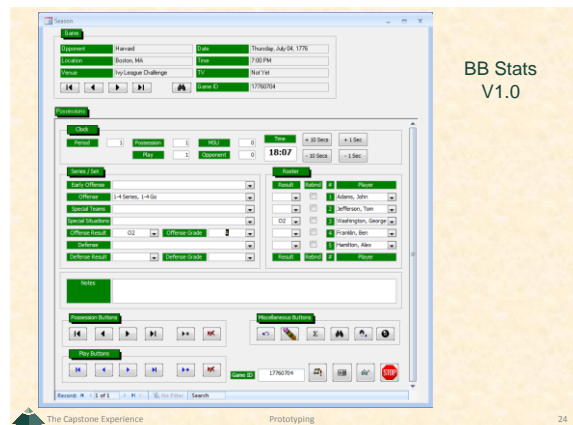 Season
BB Stats
V1.0
Game
Opponent Harvard Date Thursday, July 04, 1776
Location Boston, MA Time 7:00 PM
Venue Ivy League Challenge TV Not Yet
Game ID 17760704
Possessions
Clock
Period 1 Possession 1 MSU 0 Time + 10 Secs + 1 Sec
Play 1 Opponent 0 18:07 - 10 Secs - 1 Sec
Series / Set
Roster
Early Offense
Result Rebnd # Player
Offense 1-4 Series, 1-4 Go
1 Adams, John
Special Teams
2 Jefferson, Tom
Special Situations
O2 3 Washington, George
Offense Result O2 Offense Grade
4 Franklin, Ben
Defense
5 Hamilton, Alex
Defense Result Defense Grade
Result Rebnd # Player
Notes
Possession Buttons
Miscellaneous Buttons
Σ
Play Buttons
Game ID 17760704 STOP
Record: 1 of 1 No Filter Search
The Capstone Experience Prototyping 24